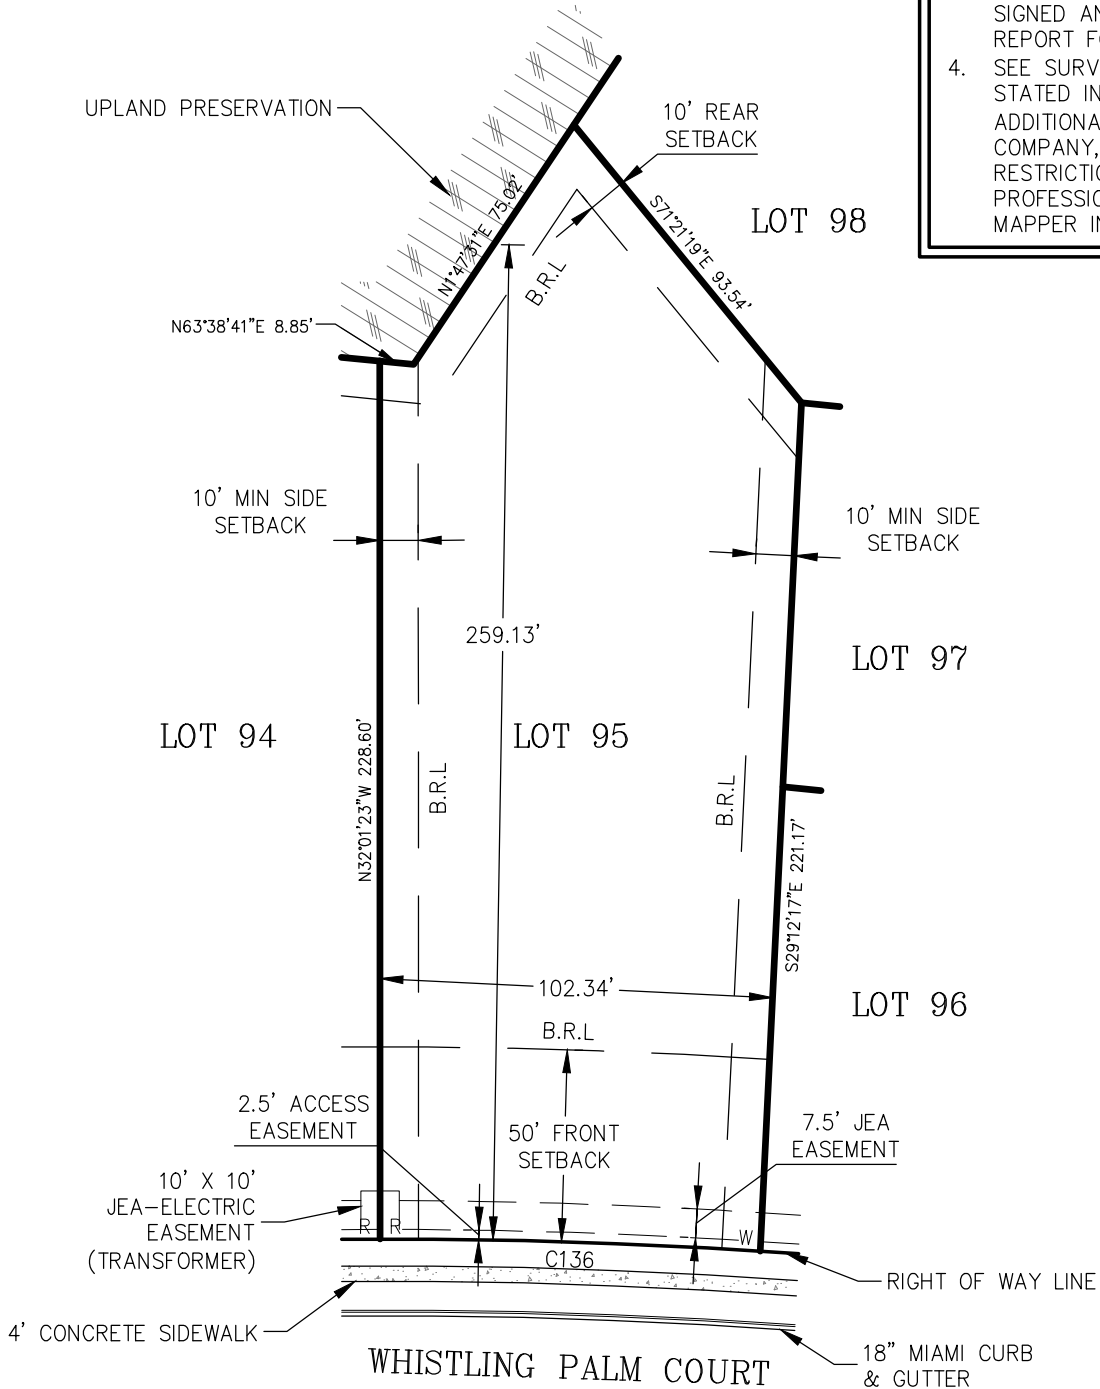 SIGNED AN
REPORT FO
4. SEE SURV
STATED IN
ADDITIONA
COMPANY,
RESTRICTIO
PROFESSIO
MAPPER IN
UPLAND PRESERVATION
10' REAR
SETBACK
N1°47'31"E 75.02'
S71°21'19"E 93.54'
LOT 98
B.R.L
N63°38'41"E 8.85'
10' MIN SIDE
SETBACK
10' MIN SIDE
SETBACK
259.13'
LOT 97
LOT 94
N32°01'23"W 228.60'
LOT 95
B.R.L
B.R.L
S29°12'17"E 221.17'
102.34'
LOT 96
B.R.L
2.5' ACCESS
EASEMENT
50' FRONT
SETBACK
7.5' JEA
EASEMENT
10' X 10'
JEA-ELECTRIC
EASEMENT
(TRANSFORMER)
R R
W
C136
RIGHT OF WAY LINE
4' CONCRETE SIDEWALK
WHISTLING PALM COURT
18" MIAMI CURB
& GUTTER